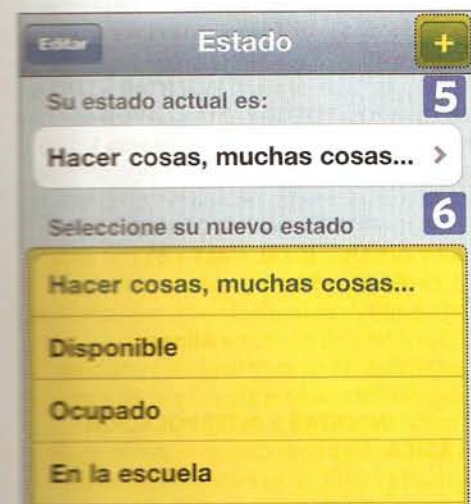 Editar Estado +
Su estado actual es:
5
Hacer cosas, muchas cosas... >
Seleccione su nuevo estado
6
Hacer cosas, muchas cosas...
Disponible
Ocupado
En la escuela